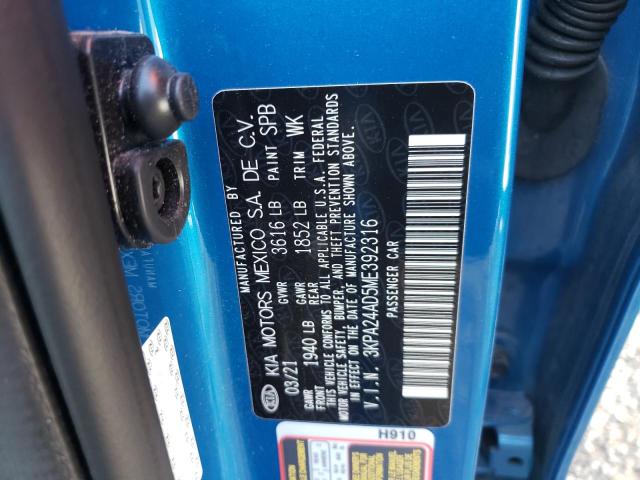 MANUFACTURED BY
KIA MOTORS MEXICO S.A. DE C.V.
03/21 GVWR 3616 LB PAINT SPB
GAWR 1940 LB GAWR REAR 1852 LB TRIM WK
THIS VEHICLE CONFORMS TO ALL APPLICABLE U.S.A. FEDERAL
MOTOR VEHICLE SAFETY, BUMPER, AND THEFT PREVENTION STANDARDS
IN EFFECT ON THE DATE OF MANUFACTURE SHOWN ABOVE.
V.I.N. 3KPA24AD5ME392316
PASSENGER CAR
KIA
H910